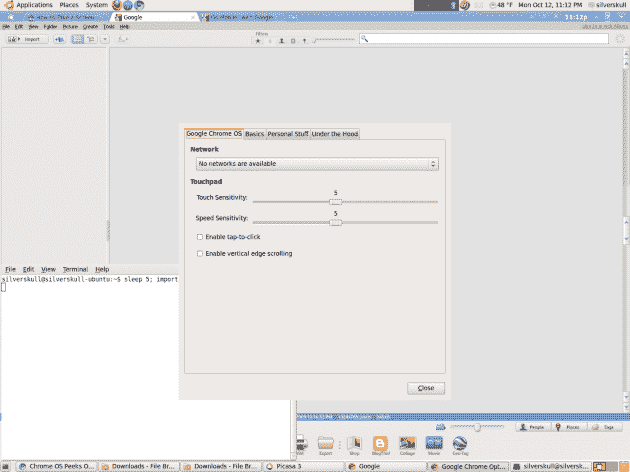 Applications Places System 48 °F Mon Oct 12, 11:12 PM silverskull
Google 11:12p
File Edit View Folder Picture Create Tools Help
Import
Google Chrome OS Basics Personal Stuff Under the Hood
Network
No networks are available
Touchpad
5
Touch Sensitivity:
5
Speed Sensitivity:
Enable tap-to-click
Enable vertical edge scrolling
File Edit View Terminal Help
silverskull@silverskull-ubuntu:~$ sleep 5; import
Close
People Places Tags
Export Shop BlogThis! Collage Movie Geo-Tag
Chrome OS Peeks O... Downloads - File Br... Downloads - File Br... Picasa 3 Google Google Chrome Opt... silverskull@silversk...